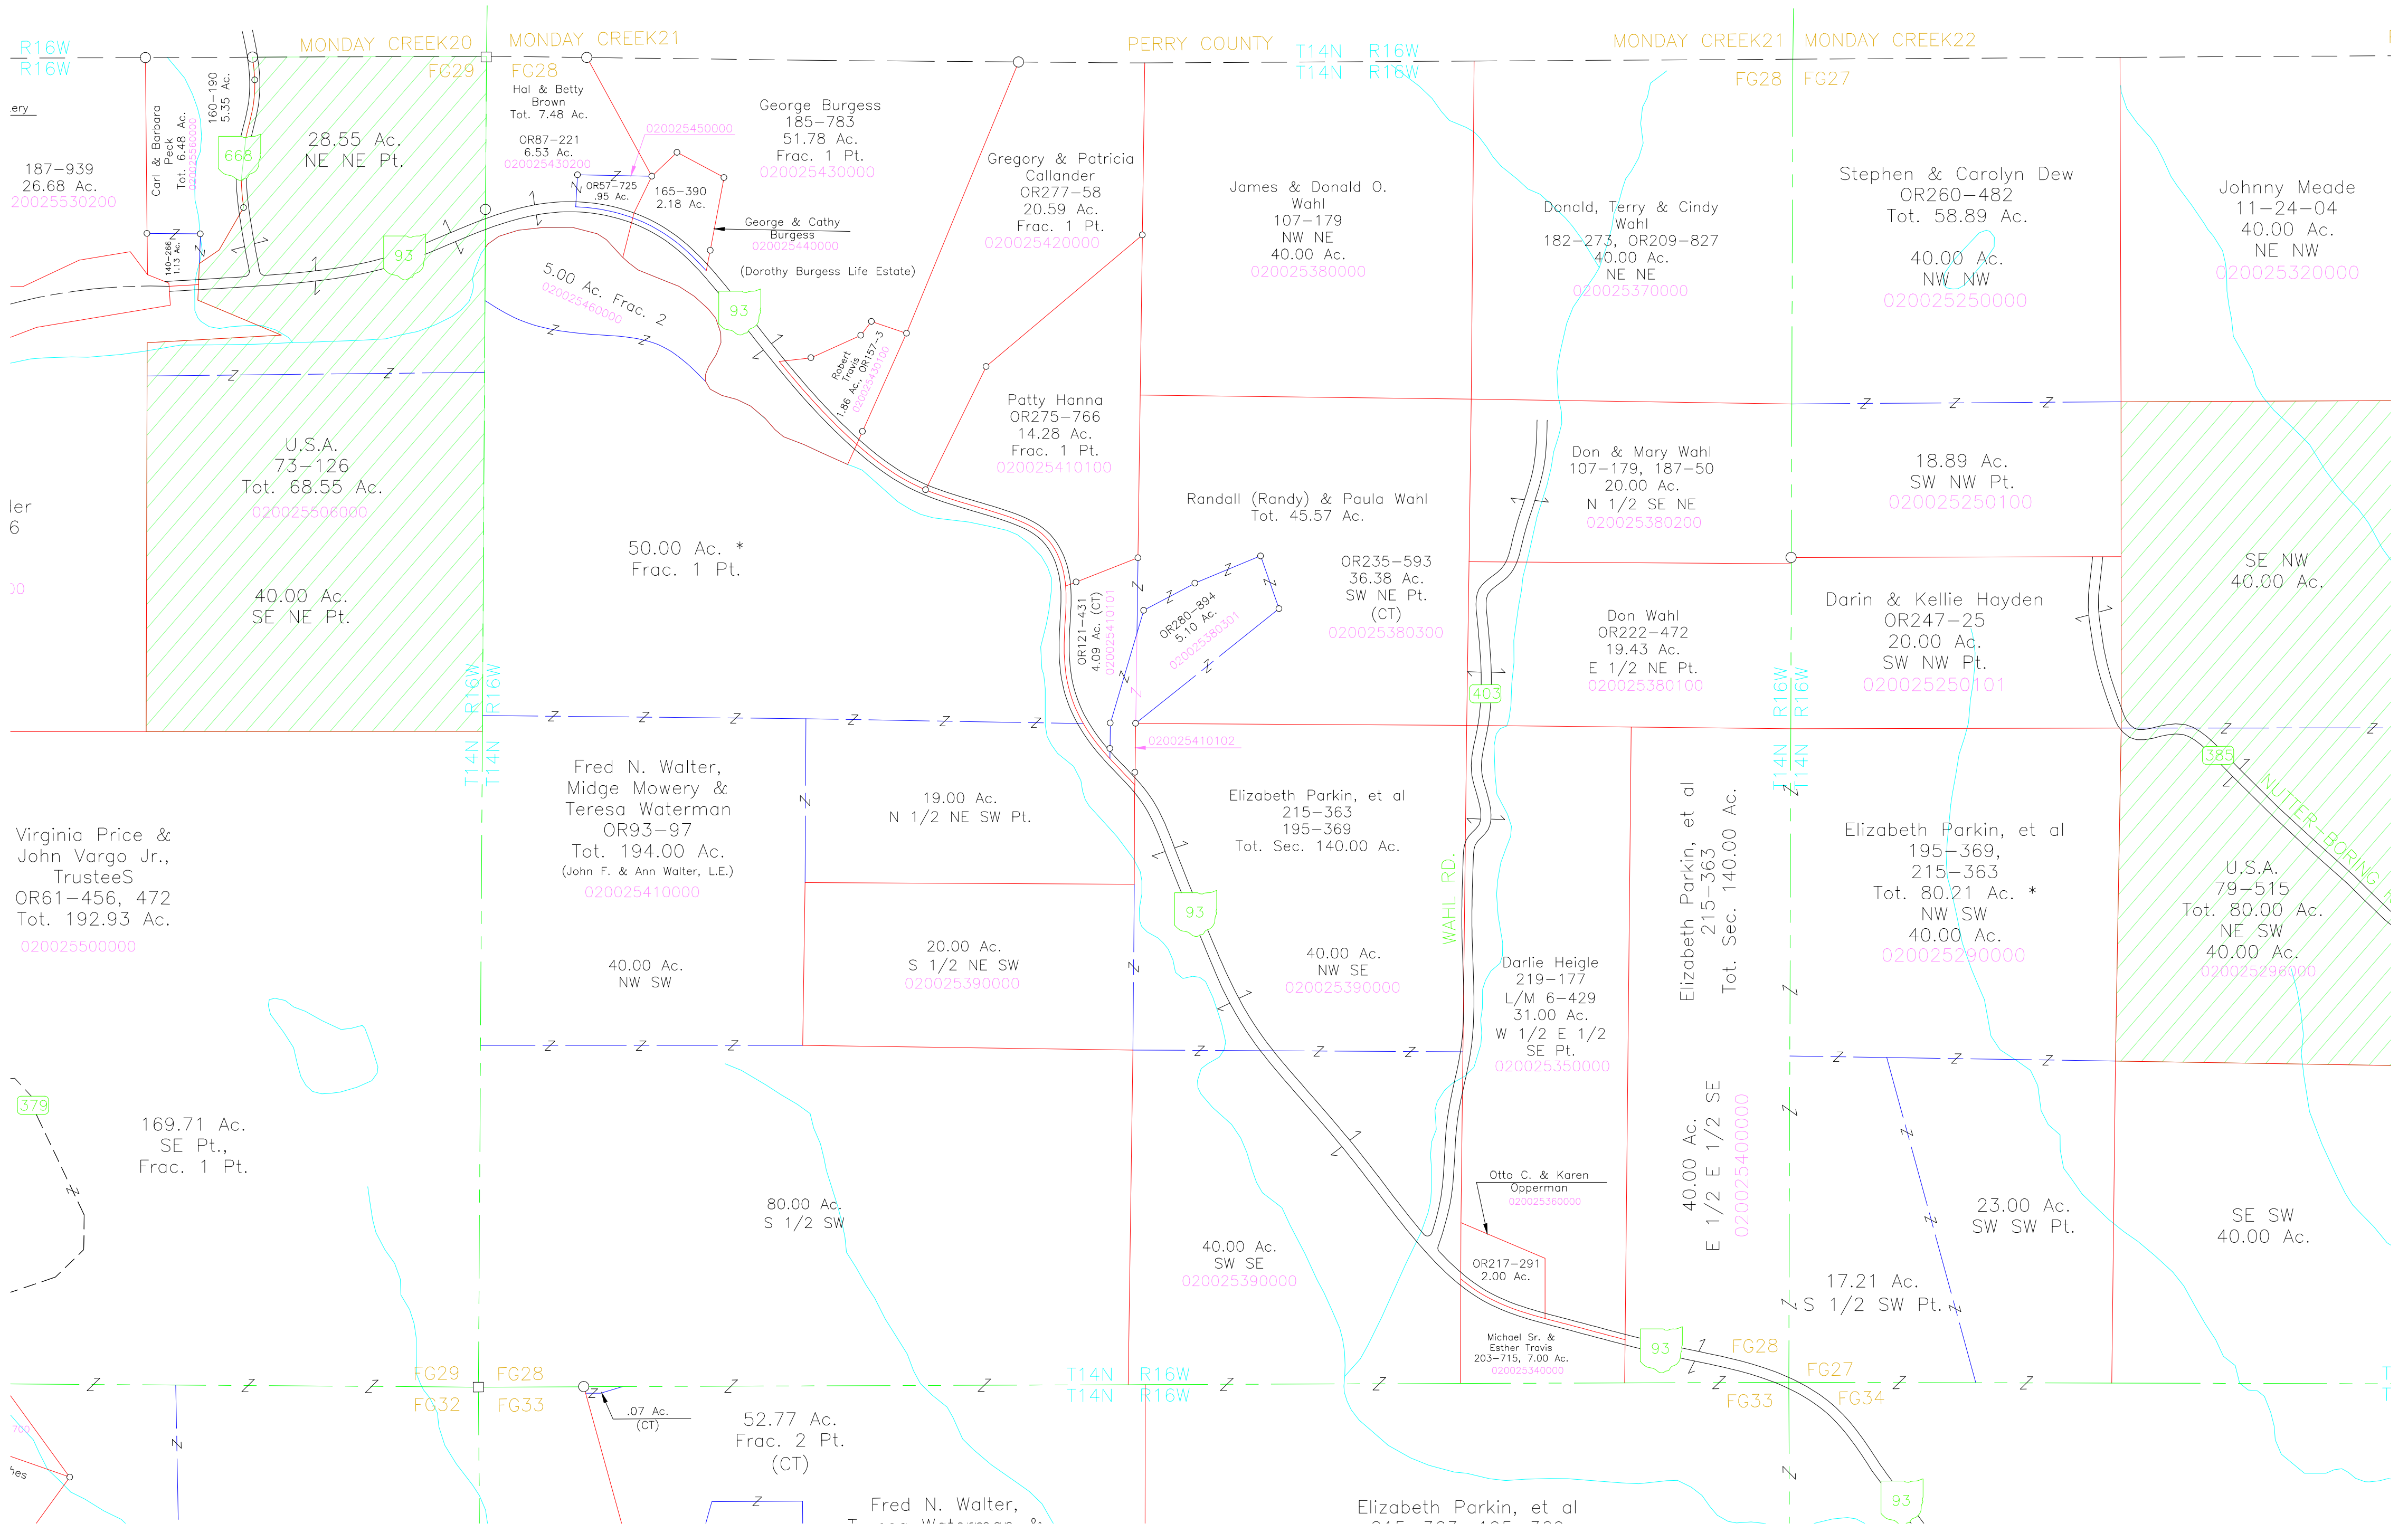 R16W
R16W
MONDAY CREEK20
MONDAY CREEK21
PERRY COUNTY
T14N R16W
T14N R16W
MONDAY CREEK21
MONDAY CREEK22
FG29
FG28
FG28
FG27
ery
187-939
26.68 Ac.
20025530200
Carl & Barbara
Peck
Tot. 6.48 Ac.
020025560000
160-190
5.35 Ac.
668
140-266
1.13 Ac.
28.55 Ac.
NE NE Pt.
93
Hal & Betty
Brown
Tot. 7.48 Ac.
OR87-221
6.53 Ac.
020025430200
020025450000
OR57-725
.95 Ac.
165-390
2.18 Ac.
George Burgess
185-783
51.78 Ac.
Frac. 1 Pt.
020025430000
George & Cathy
Burgess
020025440000
(Dorothy Burgess Life Estate)
5.00 Ac. Frac. 2
020025460000
93
Robert
Travis
1.86 Ac., OR157-3
020025430100
Gregory & Patricia
Callander
OR277-58
20.59 Ac.
Frac. 1 Pt.
020025420000
James & Donald O.
Wahl
107-179
NW NE
40.00 Ac.
020025380000
Donald, Terry & Cindy
Wahl
182-273, OR209-827
40.00 Ac.
NE NE
020025370000
Stephen & Carolyn Dew
OR260-482
Tot. 58.89 Ac.
40.00 Ac.
NW NW
020025250000
Johnny Meade
11-24-04
40.00 Ac.
NE NW
020025320000
ler
6
00
U.S.A.
73-126
Tot. 68.55 Ac.
020025506000
40.00 Ac.
SE NE Pt.
50.00 Ac. *
Frac. 1 Pt.
Patty Hanna
OR275-766
14.28 Ac.
Frac. 1 Pt.
020025410100
Randall (Randy) & Paula Wahl
Tot. 45.57 Ac.
OR235-593
36.38 Ac.
SW NE Pt.
(CT)
020025380300
OR121-431
4.09 Ac. (CT)
020025410101
OR280-894
5.10 Ac.
020025380301
Don & Mary Wahl
107-179, 187-50
20.00 Ac.
N 1/2 SE NE
020025380200
Don Wahl
OR222-472
19.43 Ac.
E 1/2 NE Pt.
020025380100
403
18.89 Ac.
SW NW Pt.
020025250100
Darin & Kellie Hayden
OR247-25
20.00 Ac.
SW NW Pt.
020025250101
SE NW
40.00 Ac.
T14N R16W
T14N R16W
T14N R16W
T14N R16W
385
NUTTER-BORING
020025410102
Virginia Price &
John Vargo Jr.,
TrusteeS
OR61-456, 472
Tot. 192.93 Ac.
020025500000
Fred N. Walter,
Midge Mowery &
Teresa Waterman
OR93-97
Tot. 194.00 Ac.
(John F. & Ann Walter, L.E.)
020025410000
40.00 Ac.
NW SW
19.00 Ac.
N 1/2 NE SW Pt.
20.00 Ac.
S 1/2 NE SW
020025390000
93
Elizabeth Parkin, et al
215-363
195-369
Tot. Sec. 140.00 Ac.
40.00 Ac.
NW SE
020025390000
WAHL RD.
Darlie Heigle
219-177
L/M 6-429
31.00 Ac.
W 1/2 E 1/2
SE Pt.
020025350000
Elizabeth Parkin, et al
215-363
Tot. Sec. 140.00 Ac.
40.00 Ac.
E 1/2 E 1/2 SE
020025400000
Elizabeth Parkin, et al
195-369,
215-363
Tot. 80.21 Ac. *
NW SW
40.00 Ac.
020025290000
U.S.A.
79-515
Tot. 80.00 Ac.
NE SW
40.00 Ac.
020025296000
379
169.71 Ac.
SE Pt.,
Frac. 1 Pt.
80.00 Ac.
S 1/2 SW
40.00 Ac.
SW SE
020025390000
Otto C. & Karen
Opperman
020025360000
OR217-291
2.00 Ac.
Michael Sr. &
Esther Travis
203-715, 7.00 Ac.
020025340000
93
23.00 Ac.
SW SW Pt.
17.21 Ac.
S 1/2 SW Pt.
SE SW
40.00 Ac.
FG29
FG28
T14N R16W
T14N R16W
FG28
FG27
FG32
FG33
FG33
FG34
700
hes
.07 Ac.
(CT)
52.77 Ac.
Frac. 2 Pt.
(CT)
Fred N. Walter,
Elizabeth Parkin, et al
93